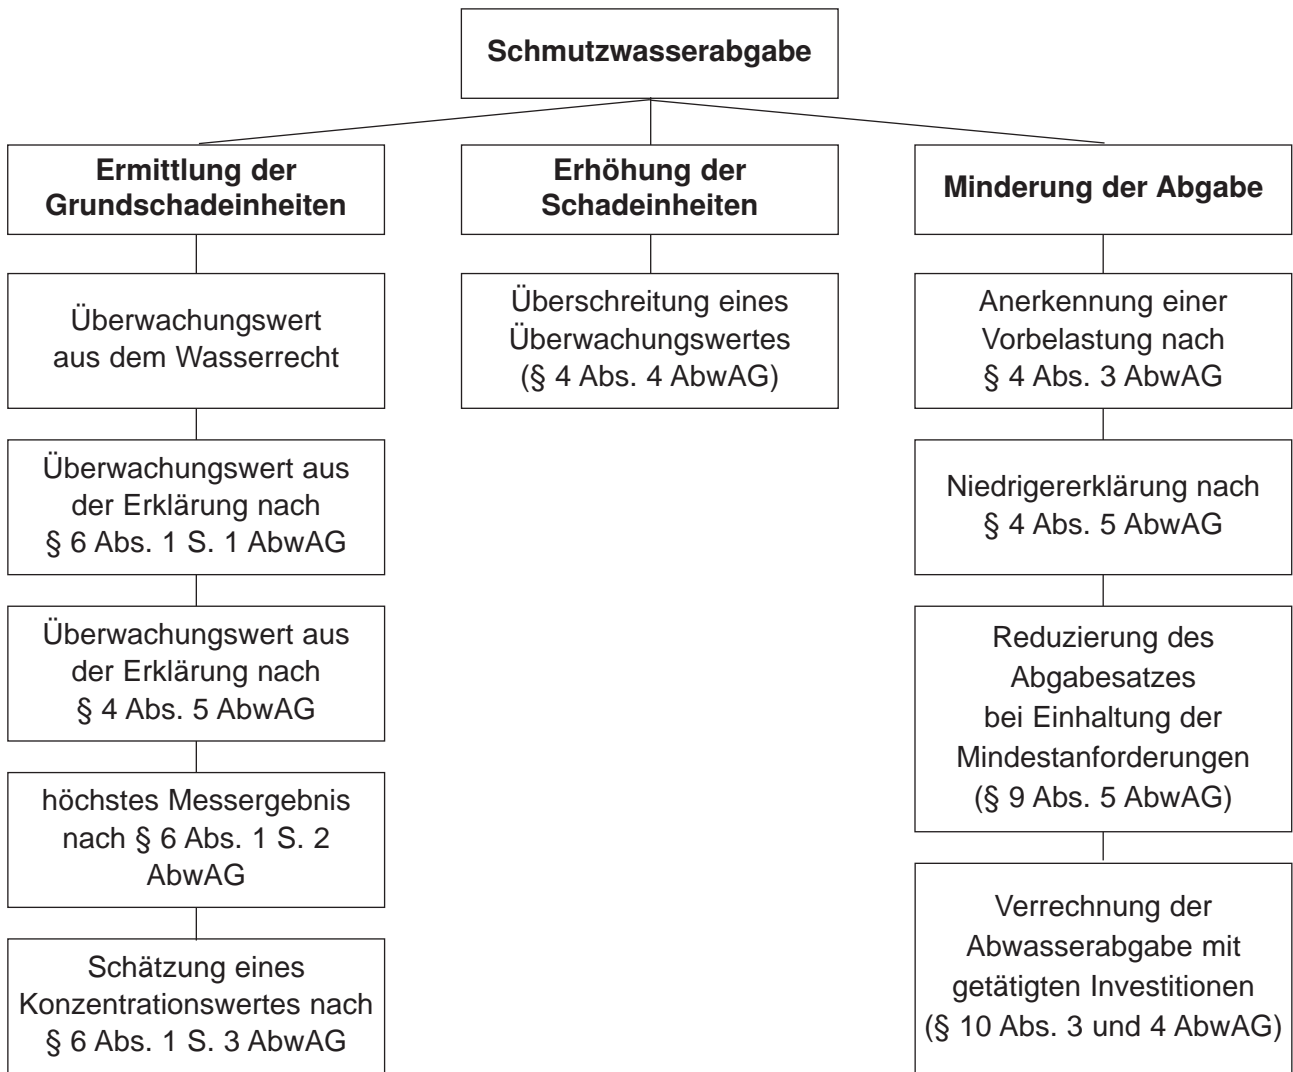 Schmutzwasserabgabe
Ermittlung der
Grundschadeinheiten
Überwachungswert
aus dem Wasserrecht
Überwachungswert aus
der Erklärung nach
§ 6 Abs. 1 S. 1 AbwAG
Überwachungswert aus
der Erklärung nach
§ 4 Abs. 5 AbwAG
höchstes Messergebnis
nach § 6 Abs. 1 S. 2
AbwAG
Schätzung eines
Konzentrationswertes nach
§ 6 Abs. 1 S. 3 AbwAG
Erhöhung der
Schadeinheiten
Überschreitung eines
Überwachungswertes
(§ 4 Abs. 4 AbwAG)
Minderung der Abgabe
Anerkennung einer
Vorbelastung nach
§ 4 Abs. 3 AbwAG
Niedrigererklärung nach
§ 4 Abs. 5 AbwAG
Reduzierung des
Abgabesatzes
bei Einhaltung der
Mindestanforderungen
(§ 9 Abs. 5 AbwAG)
Verrechnung der
Abwasserabgabe mit
getätigten Investitionen
(§ 10 Abs. 3 und 4 AbwAG)